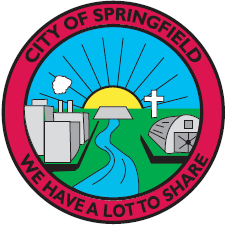 CITY OF SPRINGFIELD
WE HAVE A LOT TO SHARE